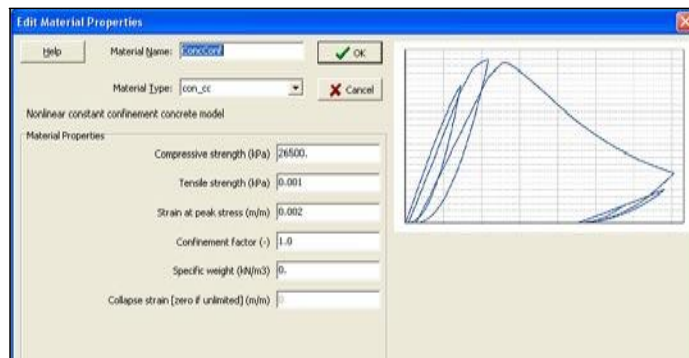 Edit Material Properties
Help
Material Name: ConcConf
OK
Material Type: con_cc
Cancel
Nonlinear constant confinement concrete model
Material Properties
Compressive strength (kPa) 26500.
Tensile strength (kPa) 0.001
Strain at peak stress (m/m) 0.002
Confinement factor (-) 1.0
Specific weight (kN/m3) 0.
Collapse strain [zero if unlimited] (m/m) 0